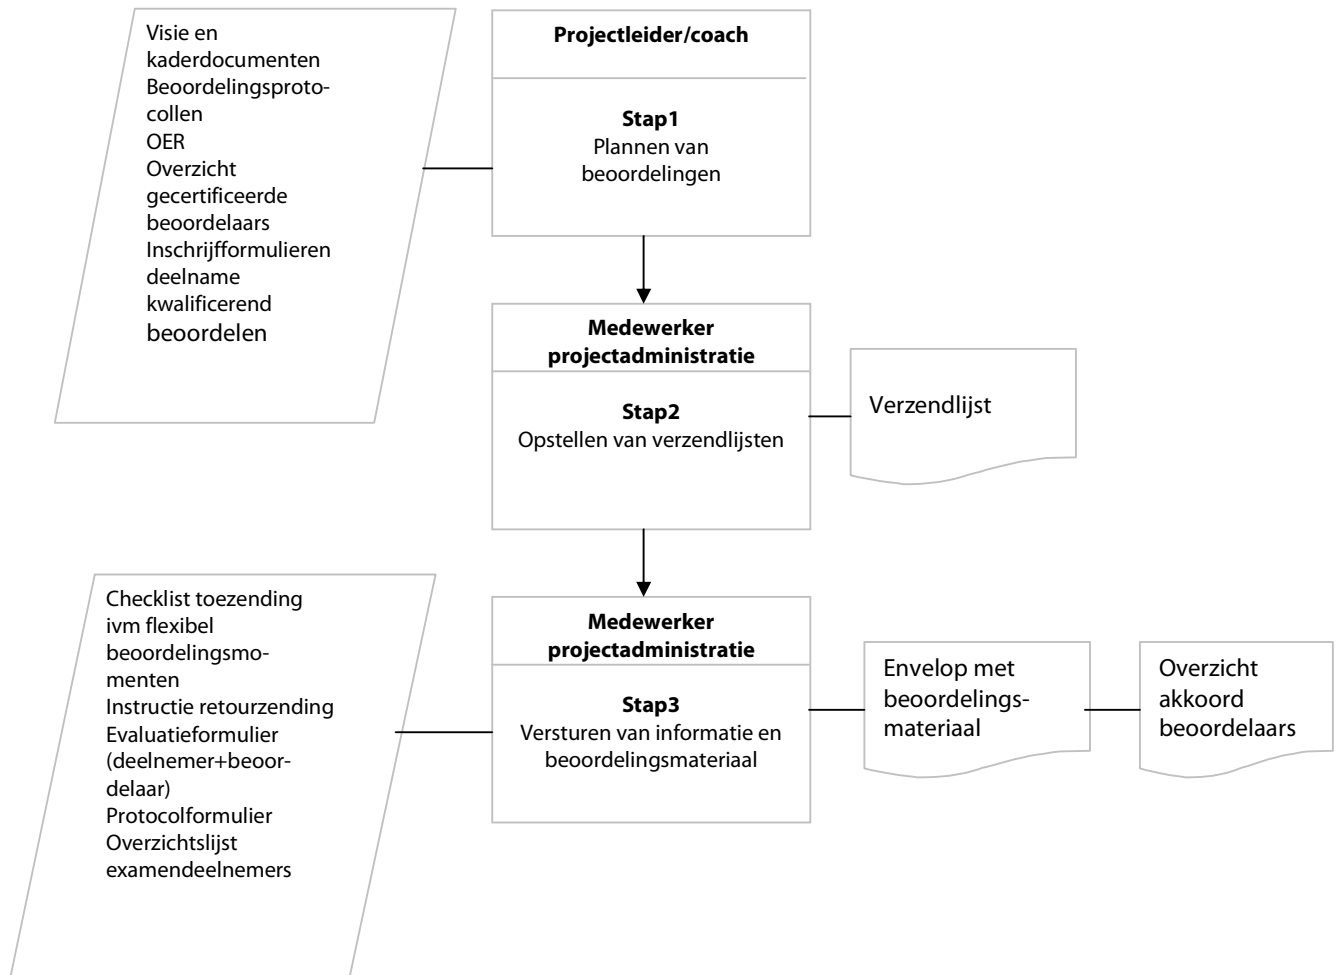 Visie en
kaderdocumenten
Beoordelingsproto-
collen
OER
Overzicht
gecertificeerde
beoordelaars
Inschrijfformulieren
deelname
kwalificerend
beoordelen
Projectleider/coach
Stap1
Plannen van
beoordelingen
Medewerker
projectadministratie
Stap2
Opstellen van verzendlijsten
Verzendlijst
Checklist toezending
ivm flexibel
beoordelingsmo-
menten
Instructie retourzending
Evaluatieformulier
(deelnemer+beoor-
delaar)
Protocolformulier
Overzichtslijst
examendeelnemers
Medewerker
projectadministratie
Stap3
Versturen van informatie en
beoordelingsmateriaal
Envelop met
beoordelings-
materiaal
Overzicht
akkoord
beoordelaars